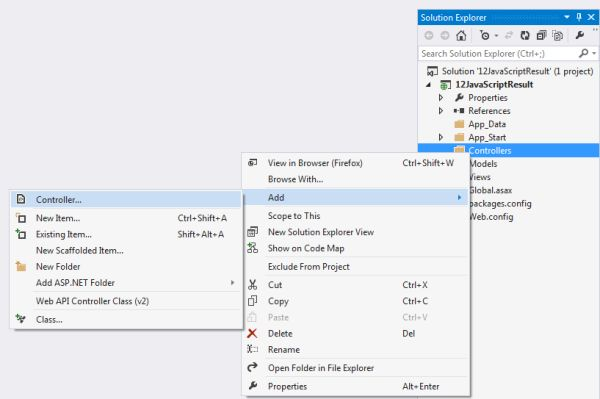 Solution Explorer
Search Solution Explorer (Ctrl+;)
Solution '12JavaScriptResult' (1 project)
12JavaScriptResult
Properties
References
App_Data
App_Start
Controllers
Models
Views
Global.asax
packages.config
Web.config
View in Browser (Firefox) Ctrl+Shift+W
Browse With...
Add
Scope to This
New Solution Explorer View
Show on Code Map
Exclude From Project
Cut Ctrl+X
Copy Ctrl+C
Paste Ctrl+V
Delete Del
Rename
Open Folder in File Explorer
Properties Alt+Enter
Controller...
New Item... Ctrl+Shift+A
Existing Item... Shift+Alt+A
New Scaffolded Item...
New Folder
Add ASP.NET Folder
Web API Controller Class (v2)
Class...